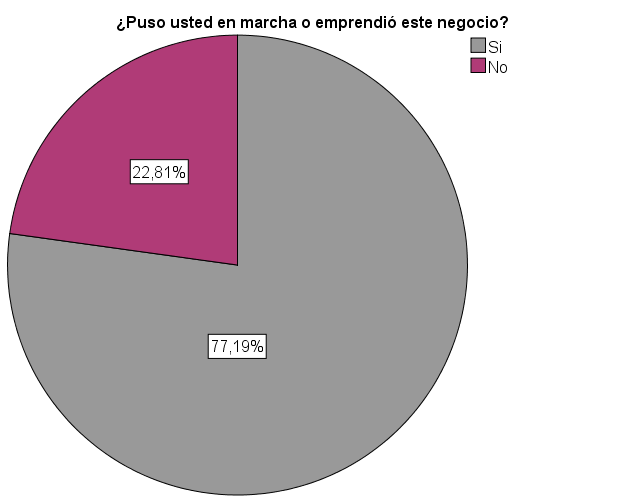 ¿Puso usted en marcha o emprendió este negocio?
Si
No
22,81%
77,19%